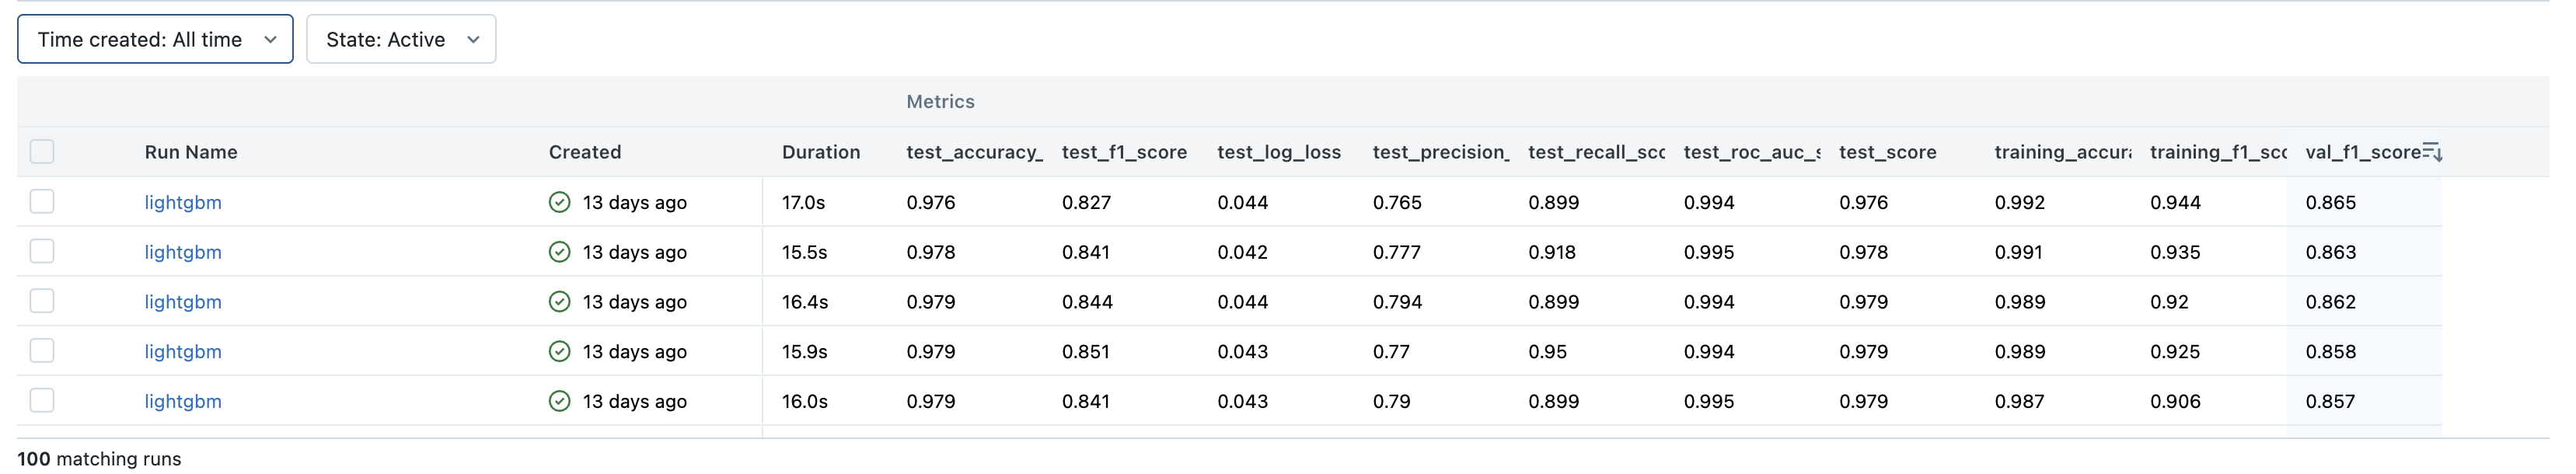 Time created: All time State: Active
Metrics
Run Name Created Duration test_accuracy_ test_f1_score test_log_loss test_precision_ test_recall_scc test_roc_auc_s test_score training_accura training_f1_sco val_f1_score
lightgbm 13 days ago 17.0s 0.976 0.827 0.044 0.765 0.899 0.994 0.976 0.992 0.944 0.865
lightgbm 13 days ago 15.5s 0.978 0.841 0.042 0.777 0.918 0.995 0.978 0.991 0.935 0.863
lightgbm 13 days ago 16.4s 0.979 0.844 0.044 0.794 0.899 0.994 0.979 0.989 0.92 0.862
lightgbm 13 days ago 15.9s 0.979 0.851 0.043 0.77 0.95 0.994 0.979 0.989 0.925 0.858
lightgbm 13 days ago 16.0s 0.979 0.841 0.043 0.79 0.899 0.995 0.979 0.987 0.906 0.857
100 matching runs